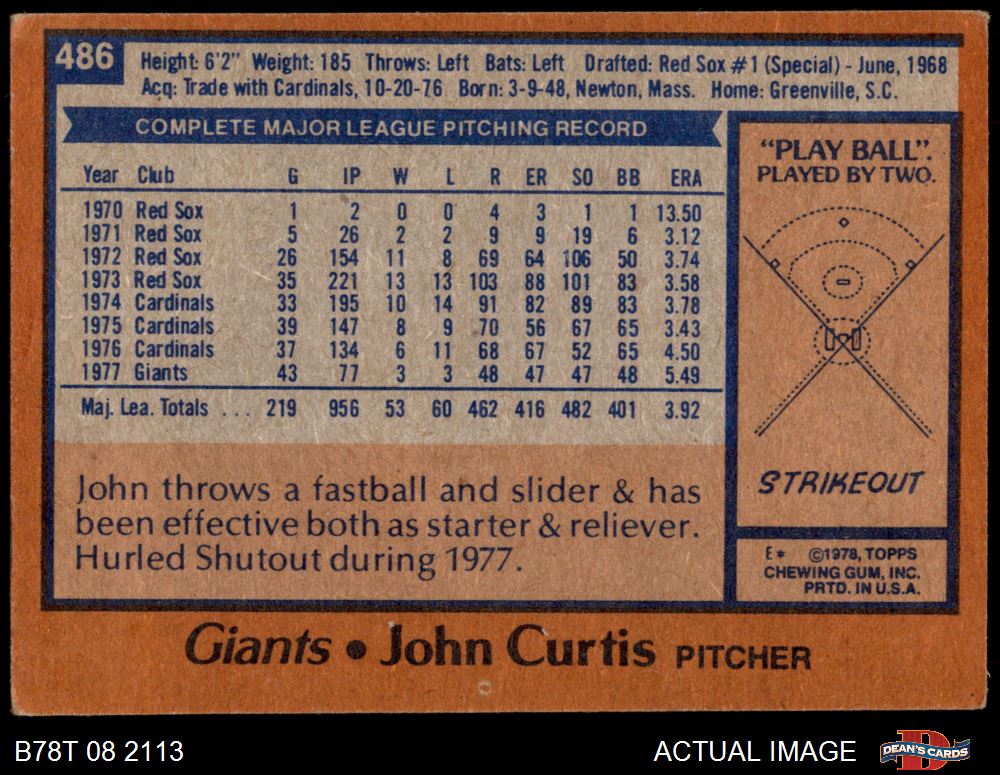 486
Height: 6'2" Weight: 185 Throws: Left Bats: Left Drafted: Red Sox #1 (Special) - June, 1968
Acq: Trade with Cardinals, 10-20-76 Born: 3-9-48, Newton, Mass. Home: Greenville, S.C.
COMPLETE MAJOR LEAGUE PITCHING RECORD
Year Club G IP W L R ER SO BB ERA
1970 Red Sox 1 2 0 0 4 3 1 1 13.50
1971 Red Sox 5 26 2 2 9 9 19 6 3.12
1972 Red Sox 26 154 11 8 69 64 106 50 3.74
1973 Red Sox 35 221 13 13 103 88 101 83 3.58
1974 Cardinals 33 195 10 14 91 82 89 83 3.78
1975 Cardinals 39 147 8 9 70 56 67 65 3.43
1976 Cardinals 37 134 6 11 68 67 52 65 4.50
1977 Giants 43 77 3 3 48 47 47 48 5.49
Maj. Lea. Totals . . . 219 956 53 60 462 416 482 401 3.92
John throws a fastball and slider & has
been effective both as starter & reliever.
Hurled Shutout during 1977.
"PLAY BALL".
PLAYED BY TWO.
STRIKEOUT
E* ©1978, TOPPS
CHEWING GUM, INC.
PRTD. IN U.S.A.
Giants • John Curtis PITCHER
B78T 08 2113
ACTUAL IMAGE
D
DEAN'S CARDS